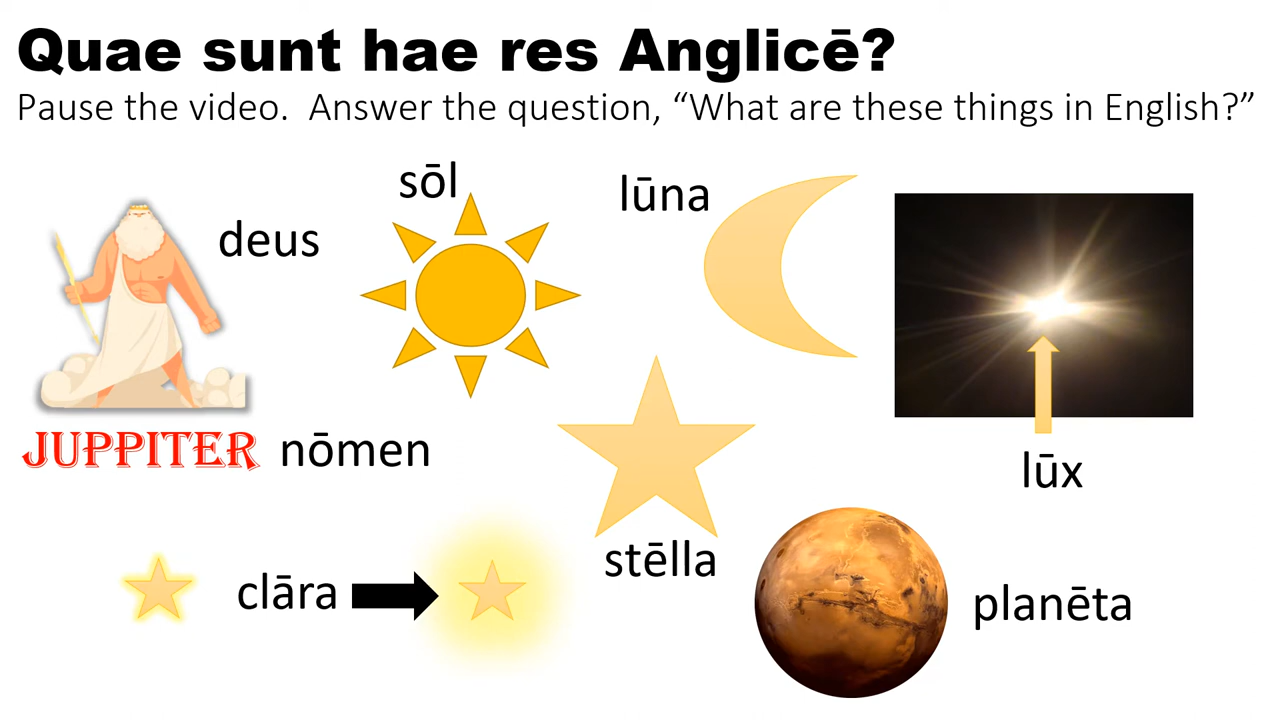 Quae sunt hae res Anglicē?
Pause the video.  Answer the question, “What are these things in English?”
sōl
lūna
deus
JUPPITER nōmen
lūx
stēlla
clāra
planēta